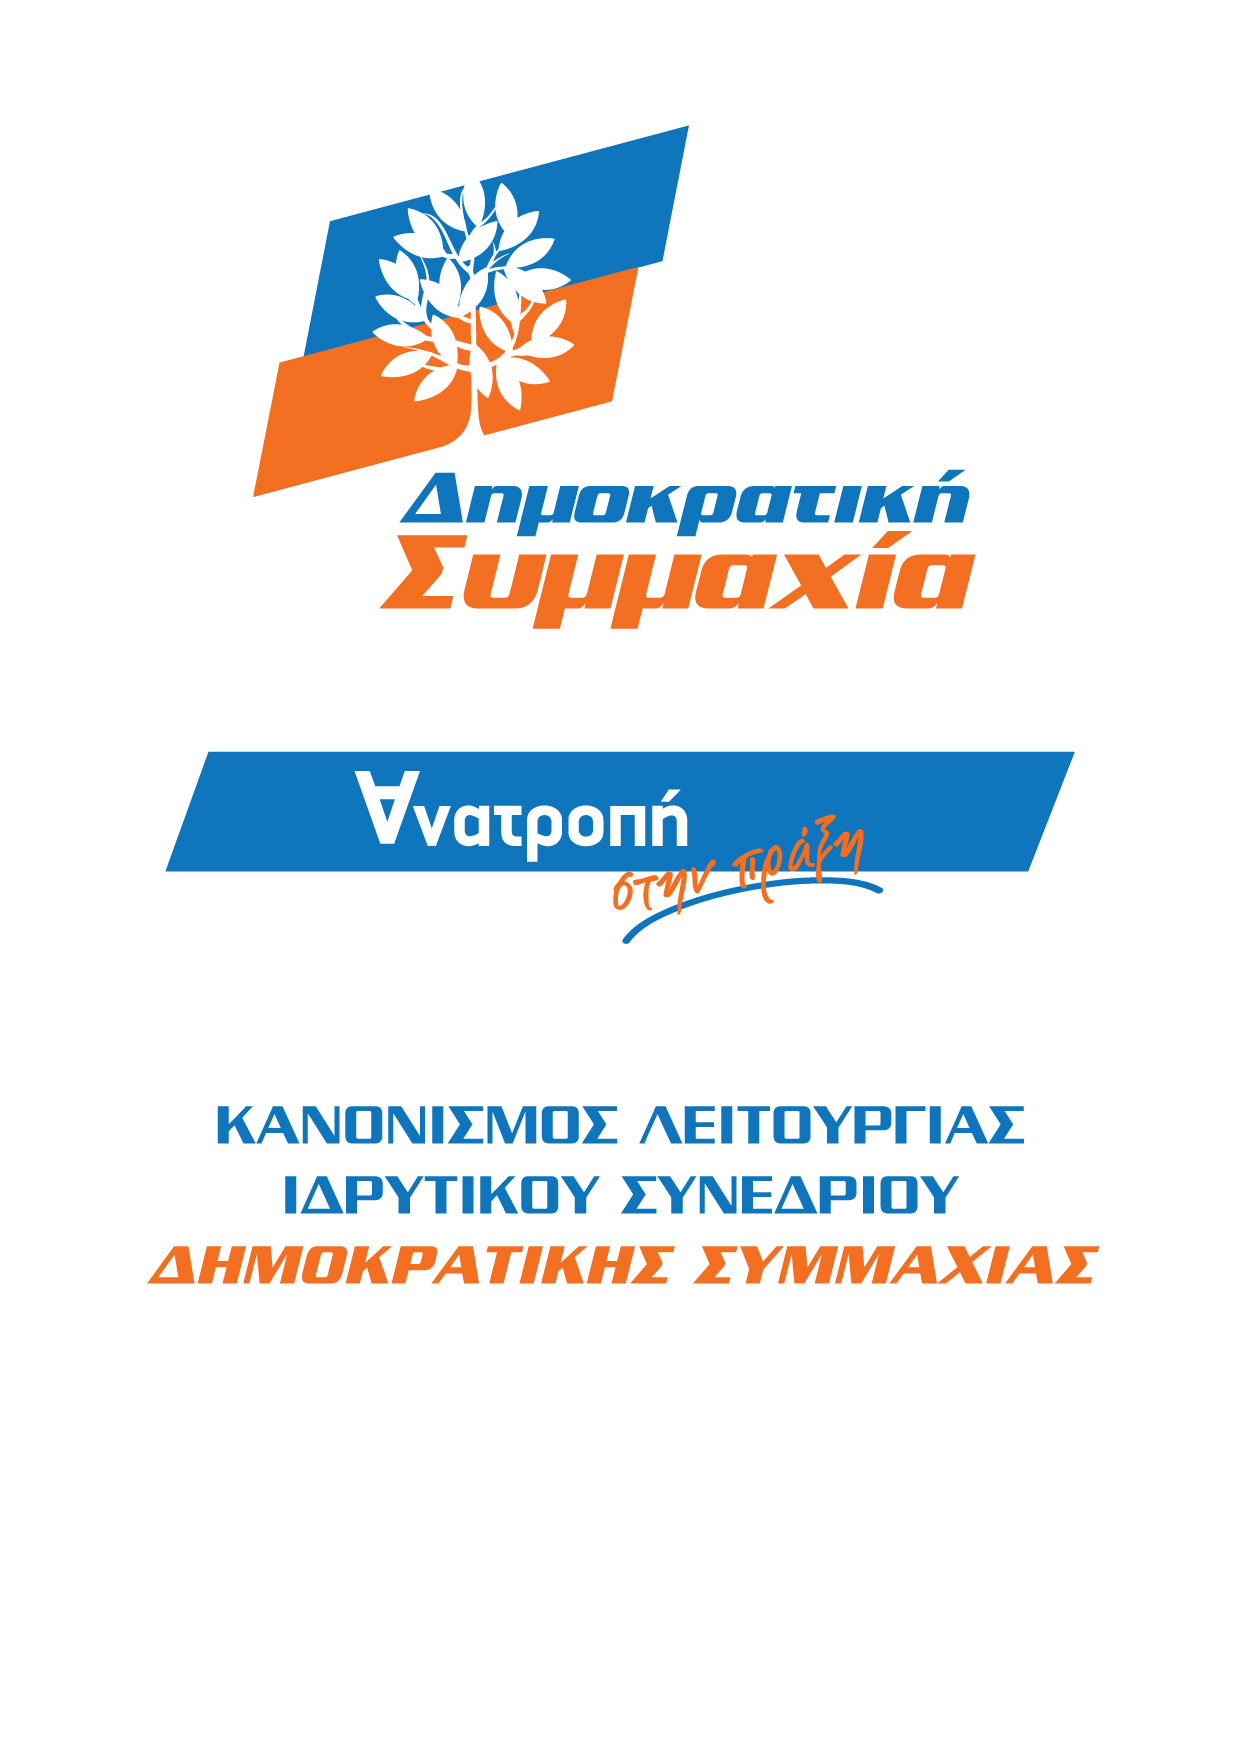 Δημοκρατική
Συμμαχία
Ανατροπή
στην πράξη
ΚΑΝΟΝΙΣΜΟΣ ΛΕΙΤΟΥΡΓΙΑΣ
ΙΔΡΥΤΙΚΟΥ ΣΥΝΕΔΡΙΟΥ
ΔΗΜΟΚΡΑΤΙΚΗΣ ΣΥΜΜΑΧΙΑΣ